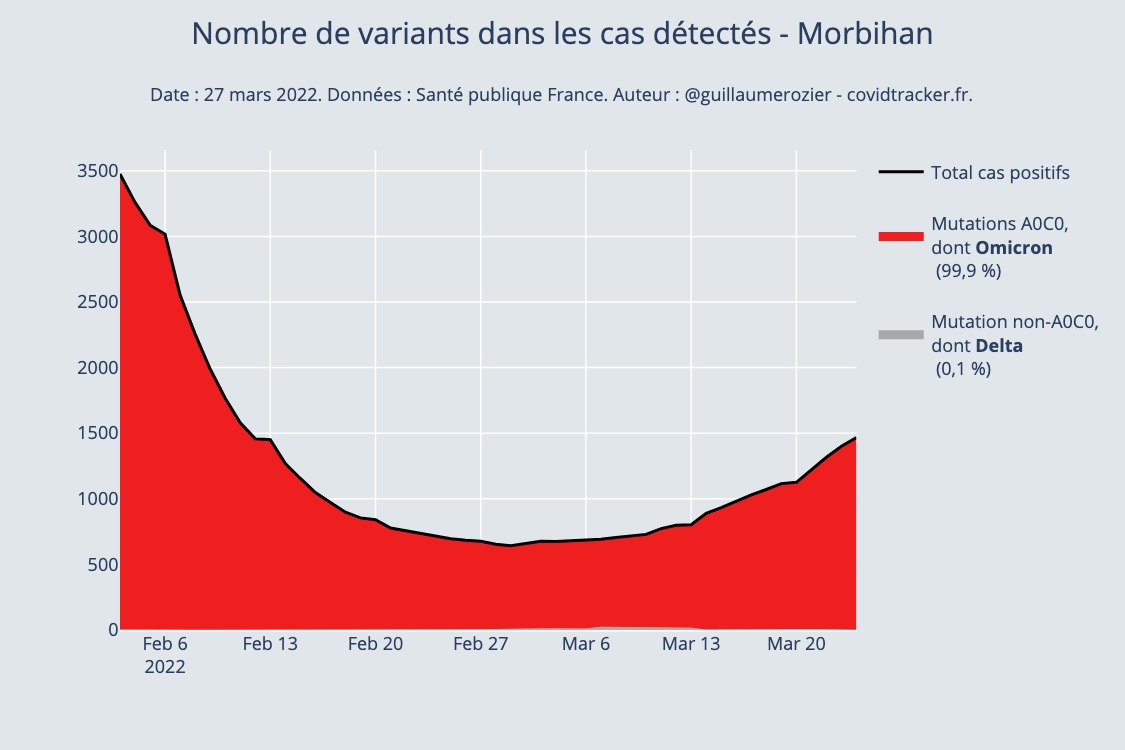 Nombre de variants dans les cas détectés - Morbihan
Date : 27 mars 2022. Données : Santé publique France. Auteur : @guillaumerozier - covidtracker.fr.
3500
3000
2500
2000
1500
1000
500
0
Feb 6
2022
Feb 13
Feb 20
Feb 27
Mar 6
Mar 13
Mar 20
Total cas positifs
Mutations A0C0,
dont Omicron
(99,9 %)
Mutation non-A0C0,
dont Delta
(0,1 %)